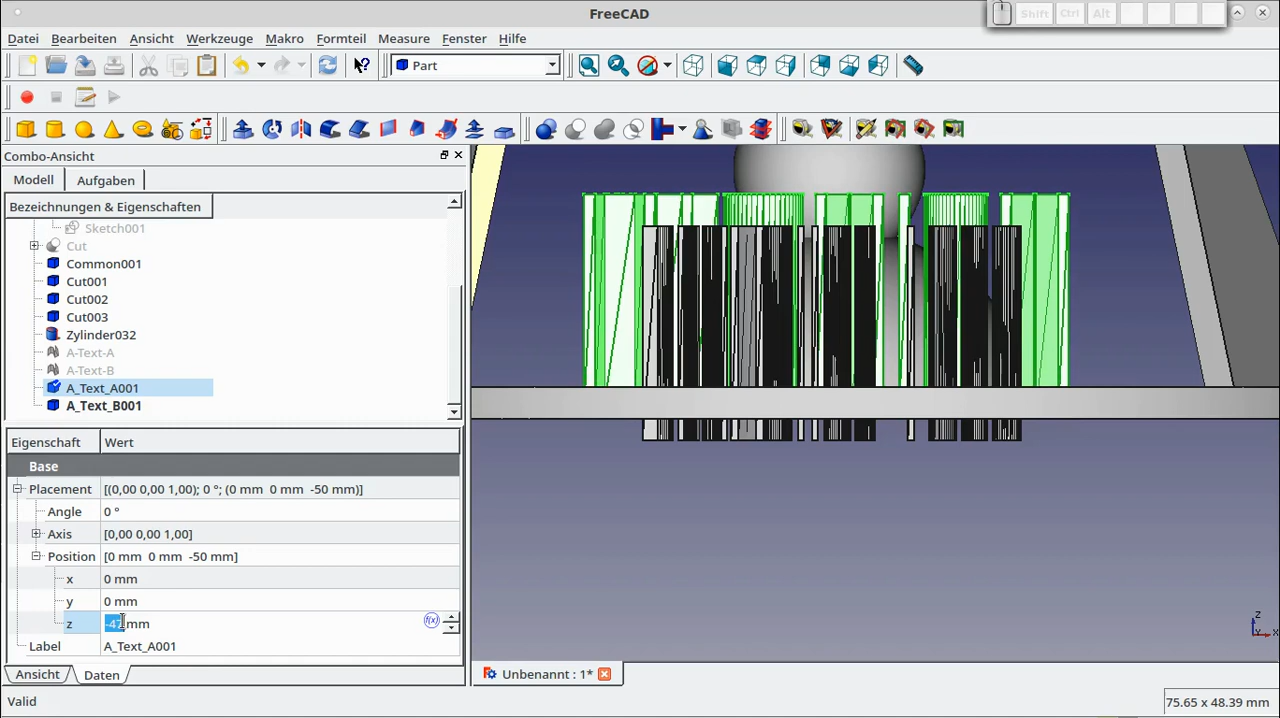 FreeCAD
Shift Ctrl Alt
Datei Bearbeiten Ansicht Werkzeuge Makro Formteil Measure Fenster Hilfe
Part
Combo-Ansicht
Modell Aufgaben
Bezeichnungen & Eigenschaften
Sketch001
Cut
Common001
Cut001
Cut002
Cut003
Zylinder032
A-Text-A
A-Text-B
A_Text_A001
A_Text_B001
Eigenschaft Wert
Base
Placement [(0,00 0,00 1,00); 0 °; (0 mm 0 mm -50 mm)]
Angle 0 °
Axis [0,00 0,00 1,00]
Position [0 mm 0 mm -50 mm]
x 0 mm
y 0 mm
z -47 mm
f(x)
Label A_Text_A001
Ansicht Daten
Unbenannt : 1*
Z
Y
X
Valid
75.65 x 48.39 mm